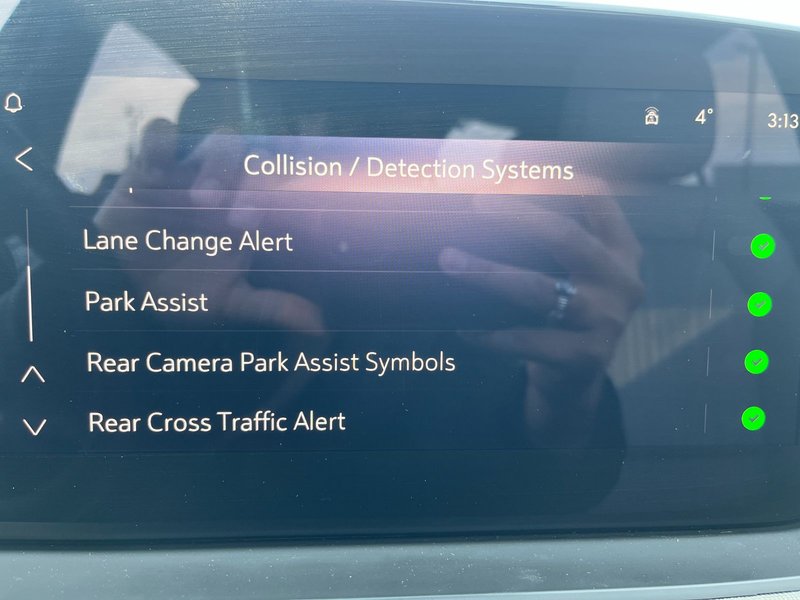 4°
3:13
Collision / Detection Systems
Lane Change Alert
Park Assist
Rear Camera Park Assist Symbols
Rear Cross Traffic Alert